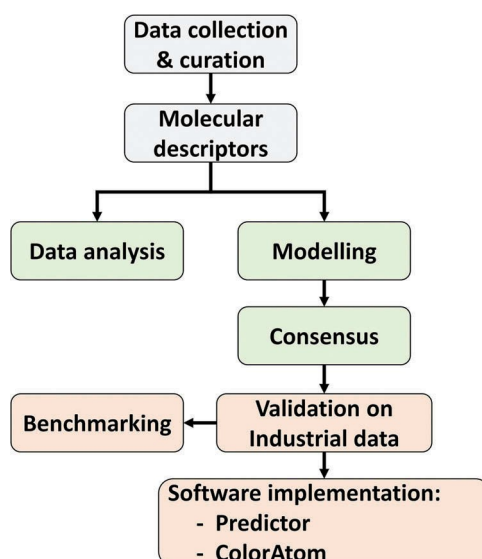 Data collection
& curation
Molecular
descriptors
Data analysis
Modelling
Consensus
Benchmarking
Validation on
Industrial data
Software implementation:
- Predictor
- ColorAtom